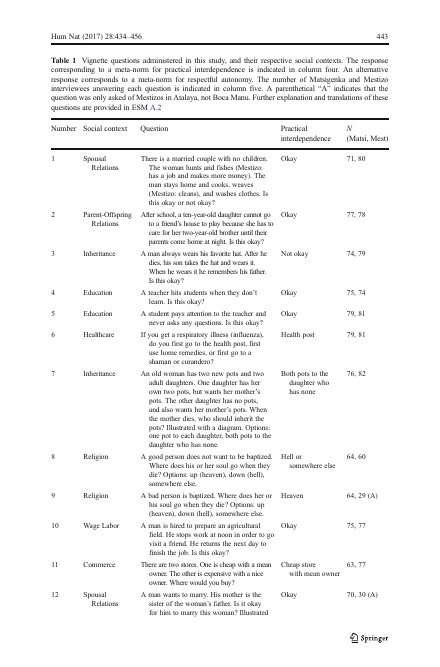 Hum Nat (2017) 28:434–456 443
Table 1 Vignette questions administered in this study, and their respective social contexts. The response
corresponding to a meta-norm for practical interdependence is indicated in column four. An alternative
response corresponds to a meta-norm for respectful autonomy. The number of Matsigenka and Mestizo
interviewees answering each question is indicated in column five. A parenthetical “A” indicates that the
question was only asked of Mestizos in Atalaya, not Boca Manu. Further explanation and translations of these
questions are provided in ESM A.2
Number Social context Question Practical N
interdependence (Matsi, Mest)
1 Spousal There is a married couple with no children. Okay 71, 80
Relations The woman hunts and fishes (Mestizo:
has a job and makes more money). The
man stays home and cooks, weaves
(Mestizo: cleans), and washes clothes. Is
this okay or not okay?
2 Parent-Offspring After school, a ten-year-old daughter cannot go Okay 77, 78
Relations to a friend's house to play because she has to
care for her two-year-old brother until their
parents come home at night. Is this okay?
3 Inheritance A man always wears his favorite hat. After he Not okay 74, 79
dies, his son takes the hat and wears it.
When he wears it he remembers his father.
Is this okay?
4 Education A teacher hits students when they don't Okay 75, 74
learn. Is this okay?
5 Education A student pays attention to the teacher and Okay 79, 81
never asks any questions. Is this okay?
6 Healthcare If you get a respiratory illness (influenza), Health post 79, 81
do you first go to the health post, first
use home remedies, or first go to a
shaman or curandero?
7 Inheritance An old woman has two new pots and two Both pots to the 76, 82
adult daughters. One daughter has her daughter who
own two pots, but wants her mother's has none
pots. The other daughter has no pots,
and also wants her mother's pots. When
the mother dies, who should inherit the
pots? Illustrated with a diagram. Options:
one pot to each daughter, both pots to the
daughter who has none.
8 Religion A good person does not want to be baptized. Hell or 64, 60
Where does his or her soul go when they somewhere else
die? Options: up (heaven), down (hell),
somewhere else.
9 Religion A bad person is baptized. Where does her or Heaven 64, 29 (A)
his soul go when they die? Options: up
(heaven), down (hell), somewhere else.
10 Wage Labor A man is hired to prepare an agricultural Okay 75, 77
field. He stops work at noon in order to go
visit a friend. He returns the next day to
finish the job. Is this okay?
11 Commerce There are two stores. One is cheap with a mean Cheap store 63, 77
owner. The other is expensive with a nice with mean owner
owner. Where would you buy?
12 Spousal A man wants to marry. His mother is the Okay 70, 30 (A)
Relations sister of the woman's father. Is it okay
for him to marry this woman? Illustrated
Springer